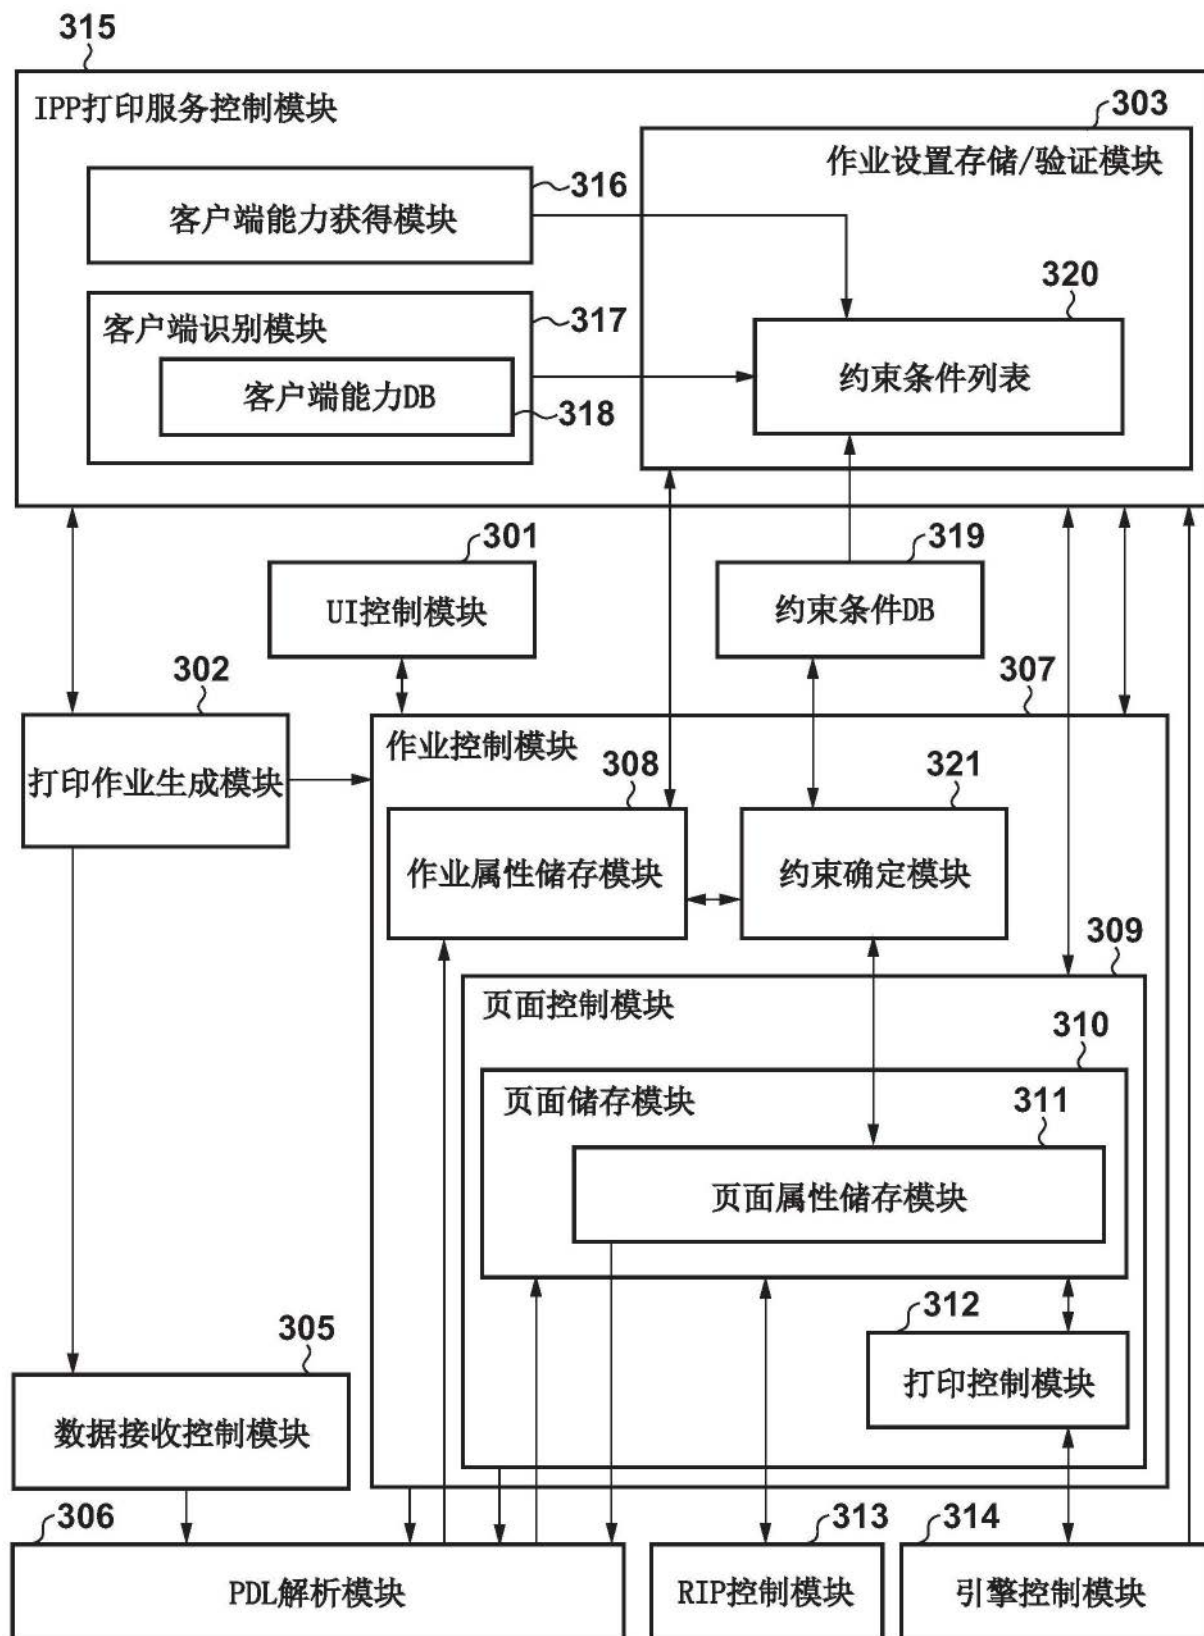 315
IPP打印服务控制模块
303
作业设置存储/验证模块
316
客户端能力获得模块
320
317
客户端识别模块
约束条件列表
客户端能力DB
318
301
319
UI控制模块
约束条件DB
302
307
打印作业生成模块
作业控制模块
308
321
作业属性储存模块
约束确定模块
309
页面控制模块
310
页面储存模块
311
页面属性储存模块
312
305
打印控制模块
数据接收控制模块
306
313
314
PDL解析模块
RIP控制模块
引擎控制模块